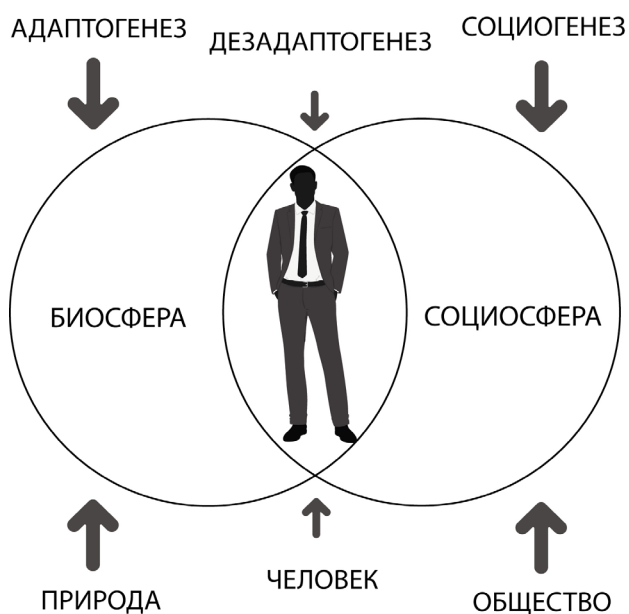 АДАПТОГЕНЕЗ
ДЕЗАДАПТОГЕНЕЗ
СОЦИОГЕНЕЗ
БИОСФЕРА
СОЦИОСФЕРА
ПРИРОДА
ЧЕЛОВЕК
ОБЩЕСТВО